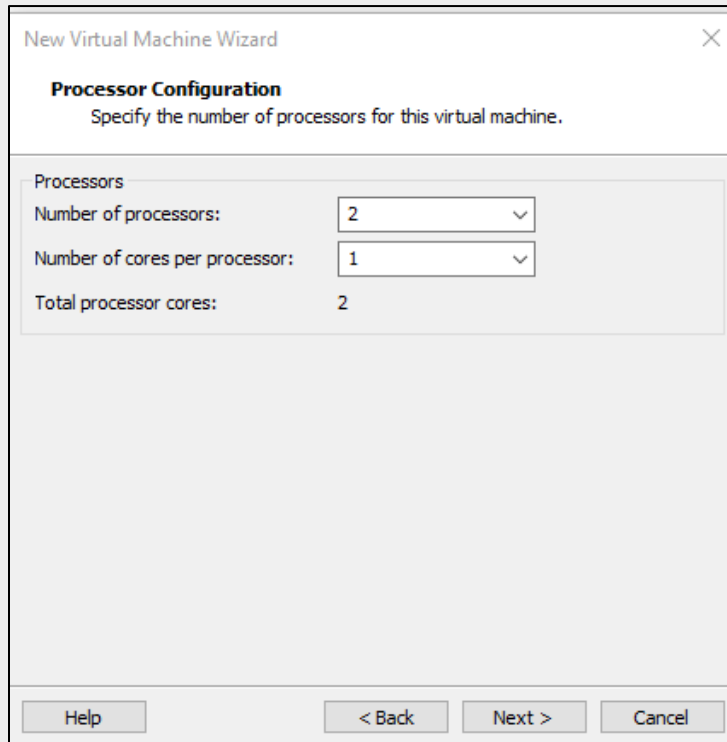 New Virtual Machine Wizard
Processor Configuration
Specify the number of processors for this virtual machine.
Processors
Number of processors: 2
Number of cores per processor: 1
Total processor cores: 2
Help < Back Next > Cancel